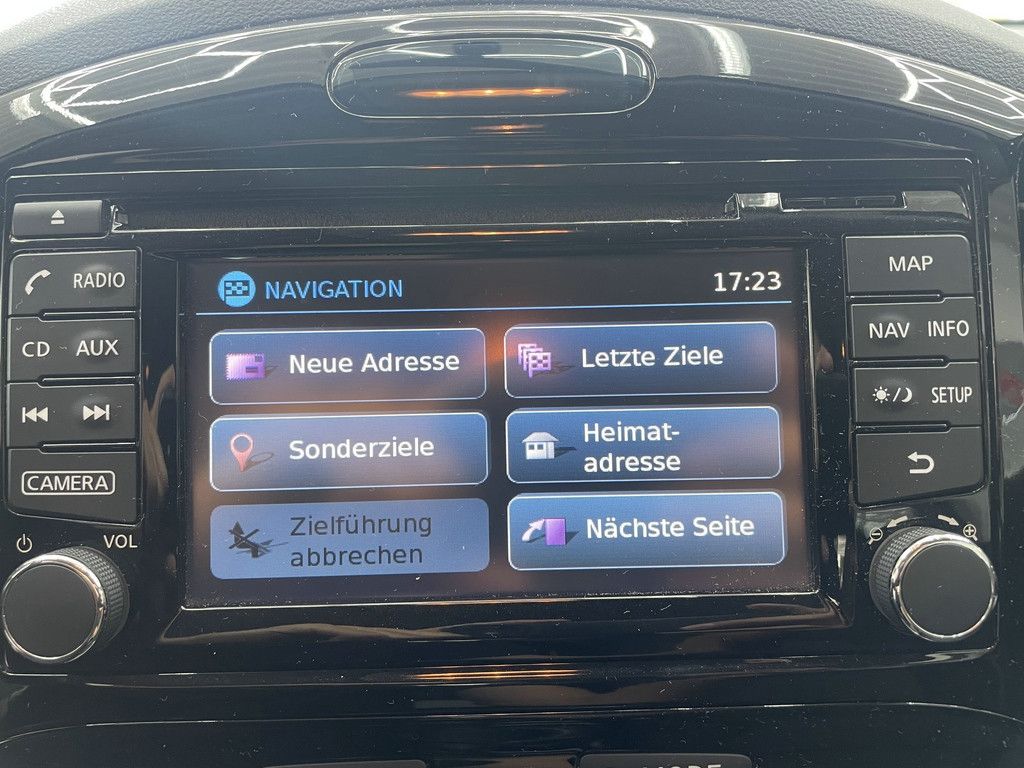 NAVIGATION 17:23
Neue Adresse
Letzte Ziele
Sonderziele
Heimat-
adresse
Zielführung
abbrechen
Nächste Seite
RADIO
CD AUX
CAMERA
VOL
MAP
NAV INFO
SETUP
MODE